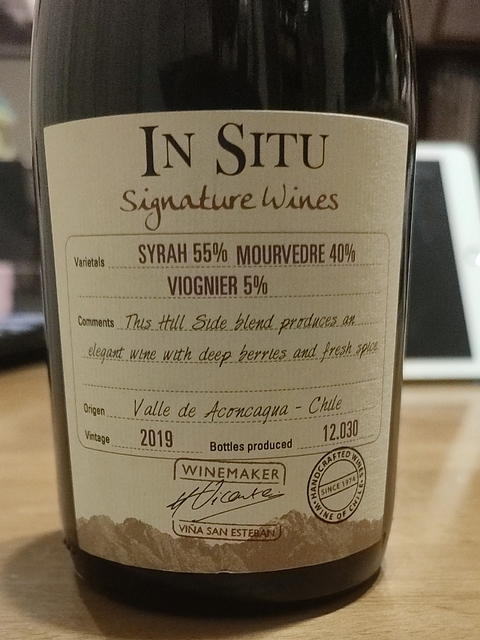 IN SITU
Signature Wines
Varietals SYRAH 55% MOURVEDRE 40%
VIOGNIER 5%
Comments This Hill Side blend produces an
elegant wine with deep berries and fresh spice
Origen Valle de Aconcagua - Chile
Vintage 2019 Bottles produced 12.030
WINEMAKER
VIÑA SAN ESTEBAN
HANDCRAFTED WINES
SINCE 1974
WINE OF CHILE